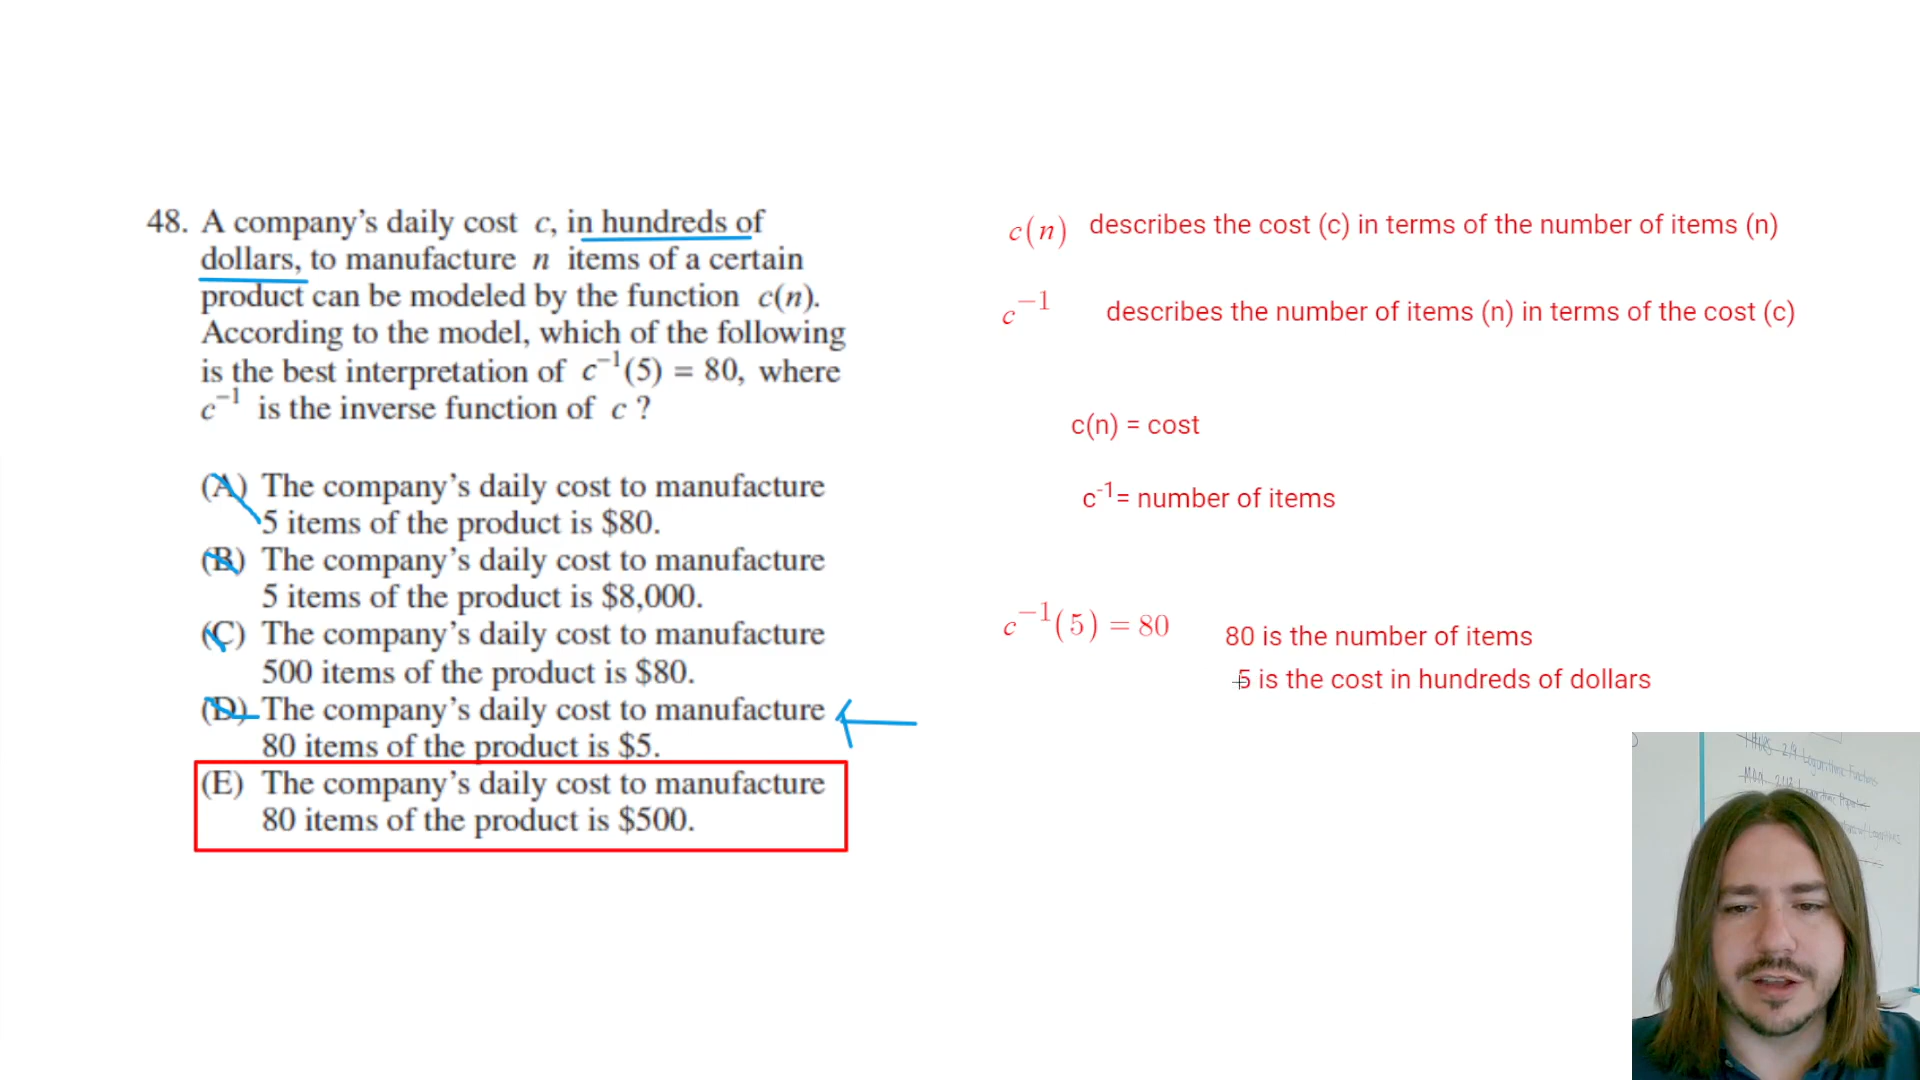 48. A company's daily cost c, in hundreds of
dollars, to manufacture n items of a certain
product can be modeled by the function c(n).
According to the model, which of the following
is the best interpretation of c⁻¹(5) = 80, where
c⁻¹ is the inverse function of c ?
(A) The company's daily cost to manufacture
5 items of the product is $80.
(B) The company's daily cost to manufacture
5 items of the product is $8,000.
(C) The company's daily cost to manufacture
500 items of the product is $80.
(D) The company's daily cost to manufacture
80 items of the product is $5.
(E) The company's daily cost to manufacture
80 items of the product is $500.
c(n) describes the cost (c) in terms of the number of items (n)
c⁻¹ describes the number of items (n) in terms of the cost (c)
c(n) = cost
c⁻¹= number of items
c⁻¹(5) = 80 80 is the number of items
5 is the cost in hundreds of dollars
2.9 Logarithmic Functions